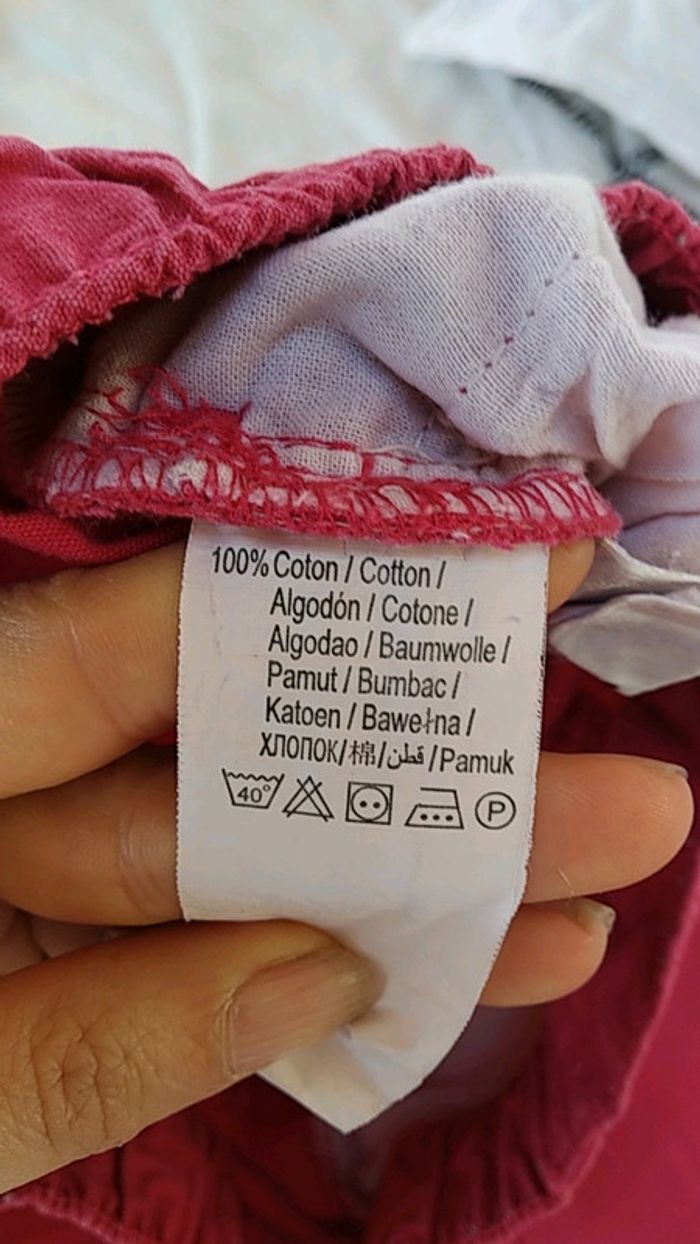 100% Coton / Cotton /
Algodón / Cotone /
Algodao / Baumwolle /
Pamut / Bumbac /
Katoen / Bawełna /
ХЛОПОК/棉/قطن/Pamuk
40° P